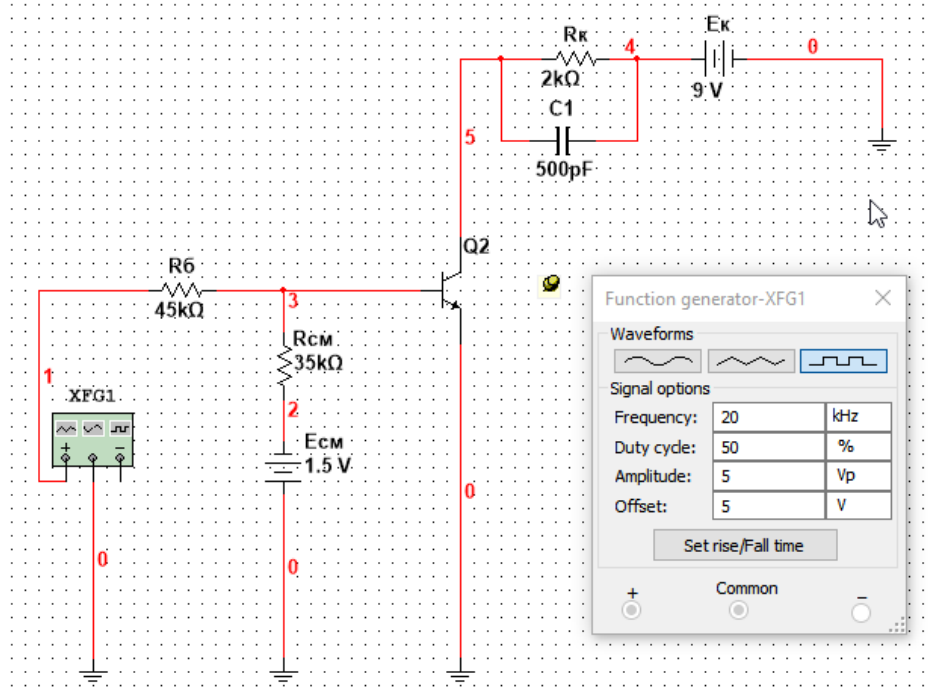 Rк
4
Eк
0
2kΩ
9 V
C1
5
500pF
Q2
Rб
45kΩ
3
Rсм
35kΩ
1
2
XFG1
+
−
Eсм
1.5 V
0
0
0
Function generator-XFG1
Waveforms
Signal options
Frequency: 20 kHz
Duty cycle: 50 %
Amplitude: 5 Vp
Offset: 5 V
Set rise/Fall time
+ Common −